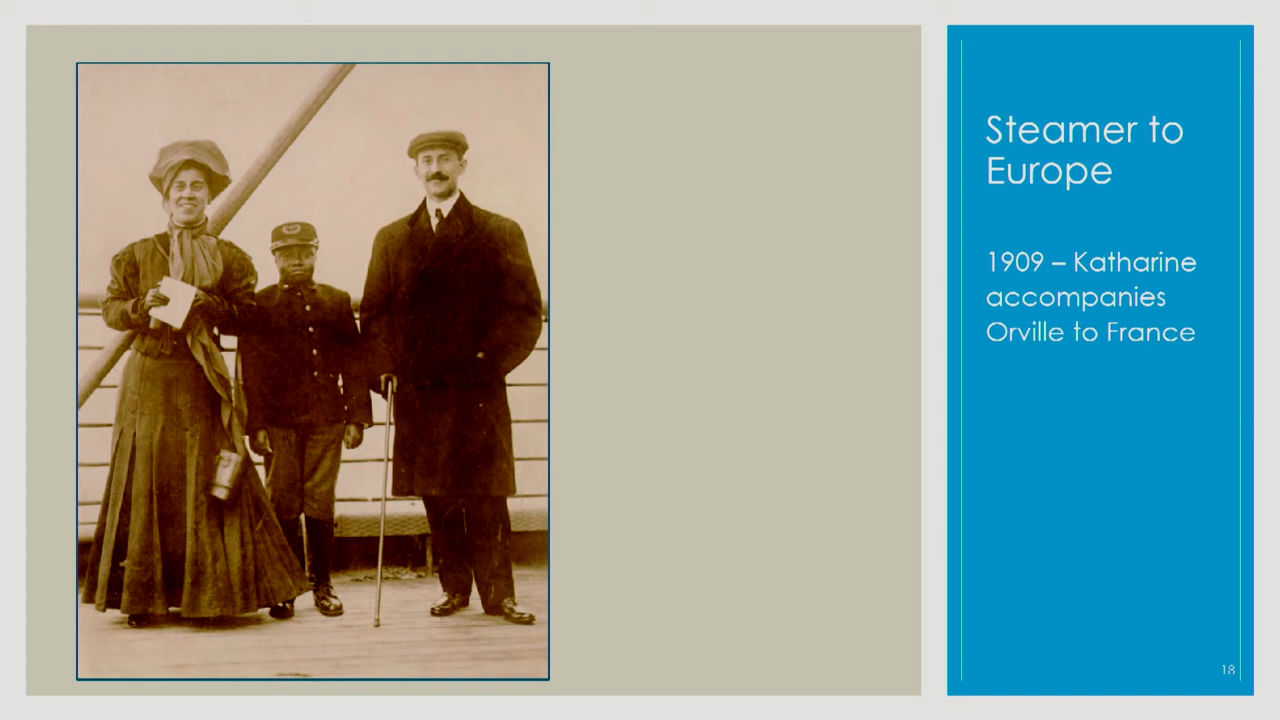 Steamer to
Europe
1909 – Katharine
accompanies
Orville to France
18